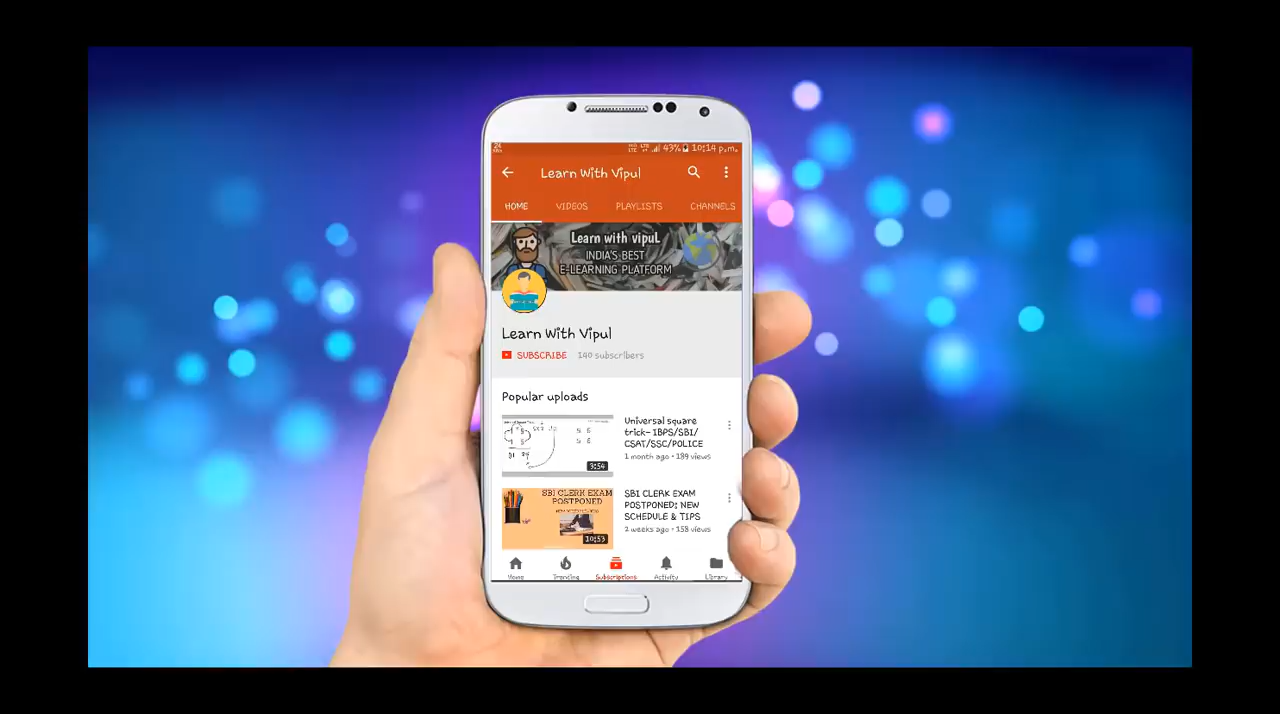 2K
K/s
LTE
43% 10:14 p.m.
Learn With Vipul
HOME VIDEOS PLAYLISTS CHANNELS
Learn with vipuL
INDIA'S BEST
E-LEARNING PLATFORM
Learn With Vipul
SUBSCRIBE 140 subscribers
Popular uploads
Universal square
trick- IBPS/SBI/
CSAT/SSC/POLICE
1 month ago • 189 views
3:54
SBI CLERK EXAM
POSTPONED
10:53
SBI CLERK EXAM
POSTPONED; NEW
SCHEDULE & TIPS
2 weeks ago • 158 views
Home Trending Subscriptions Activity Library